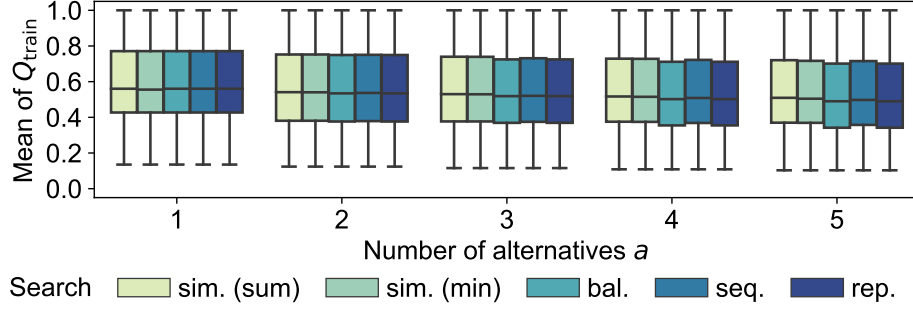 Mean of Q_train
1.0
0.8
0.6
0.4
0.2
0.0
1 2 3 4 5
Number of alternatives a
Search sim. (sum) sim. (min) bal. seq. rep.